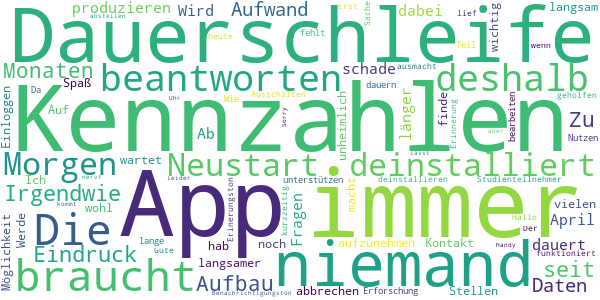 abstellen heute Erst lief langsam
produzieren Wird Aufwand dabei fehlt Sache wichtig wenn
Dauerschleife
Monaten beantworten schade ausmacht Teil deshalb
Spaß Wie Ausschalten dauern geholfen
Einloggen Da Auf Uhr
Kennzahlen
Ab sorry unheimlich länger finde Erinnerung bearbeiten aber Zu
Nutzen
Morgen wartet Neustart lässt deinstalliert
nervt Ich leider unterstützen deinstallieren Studienteilnehmer
Irgendwie App macht immer vielen
wohl Erinerungston kurzzeitig Fragen Hallo
Möglichkeit Werde Die hab noch Der April
Eindruck lange aufzunehmen Kontakt niemand dauert seit
kommt Gute langsamer Handy funktioniert
braucht Aufbau abbrechen Stellen Daten
Benachrichtigungston Erforschung